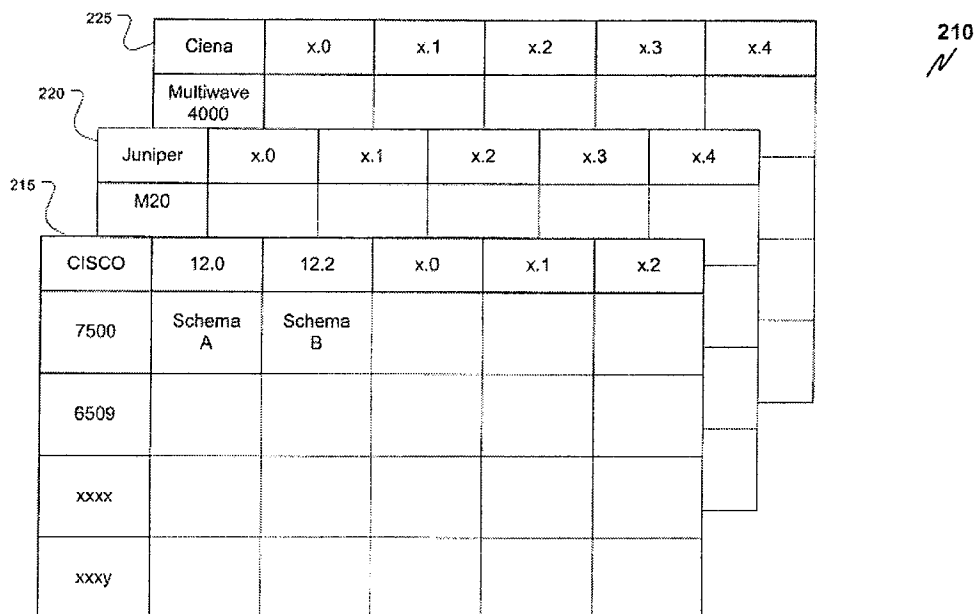 225
Ciena x.0 x.1 x.2 x.3 x.4
210
Multiwave
4000
220
Juniper x.0 x.1 x.2 x.3 x.4
M20
215
CISCO 12.0 12.2 x.0 x.1 x.2
7500 Schema Schema
A B
6509
xxxx
xxxy